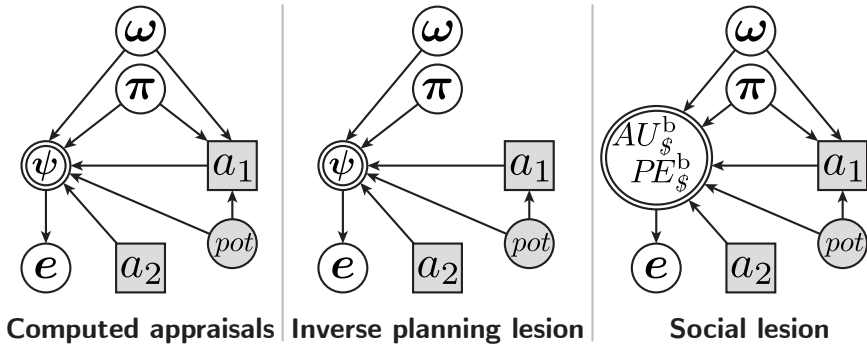 ω ω ω
π π π
ψ a₁ ψ a₁ AU$ᵇ PE$ᵇ a₁
e a₂ pot e a₂ pot e a₂ pot
Computed appraisals Inverse planning lesion Social lesion